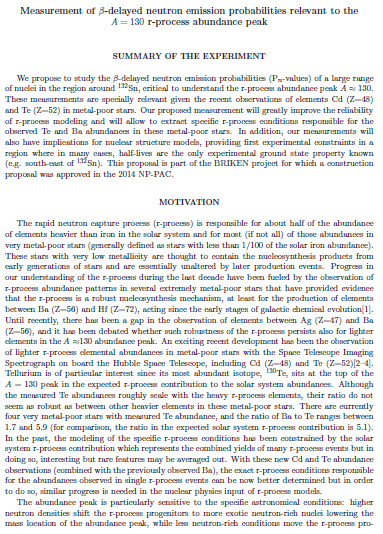 Measurement of β-delayed neutron emission probabilities relevant to the
A = 130 r-process abundance peak
SUMMARY OF THE EXPERIMENT
We propose to study the β-delayed neutron emission probabilities (Pₙ-values) of a large range
of nuclei in the region around ¹³²Sn, critical to understand the r-process abundance peak A ≈ 130.
These measurements are specially relevant given the recent observations of elements Cd (Z=48)
and Te (Z=52) in metal-poor stars. Our proposed measurement will greatly improve the reliability
of r-process modeling and will allow to extract specific r-process conditions responsible for the
observed Te and Ba abundances in these metal-poor stars. In addition, our measurements will
also have implications for nuclear structure models, providing first experimental constraints in a
region where in many cases, half-lives are the only experimental ground state property known
(e.g. south-east of ¹³²Sn). This proposal is part of the BRIKEN project for which a construction
proposal was approved in the 2014 NP-PAC.
MOTIVATION
The rapid neutron capture process (r-process) is responsible for about half of the abundance
of elements heavier than iron in the solar system and for most (if not all) of those abundances in
very metal-poor stars (generally defined as stars with less than 1/100 of the solar iron abundance).
These stars with very low metallicity are thought to contain the nucleosynthesis products from
early generations of stars and are essentially unaltered by later production events. Progress in
our understanding of the r-process during the last decade have been fueled by the observation of
r-process abundance patterns in several extremely metal-poor stars that have provided evidence
that the r-process is a robust nucleosynthesis mechanism, at least for the production of elements
between Ba (Z=56) and Hf (Z=72), acting since the early stages of galactic chemical evolution[1].
Until recently, there has been a gap in the observation of elements between Ag (Z=47) and Ba
(Z=56), and it has been debated whether such robustness of the r-process persists also for lighter
elements in the A ≈130 abundance peak. An exciting recent development has been the observation
of lighter r-process elemental abundances in metal-poor stars with the Space Telescope Imaging
Spectrograph on board the Hubble Space Telescope, including Cd (Z=48) and Te (Z=52)[2-4].
Tellurium is of particular interest since its most abundant isotope, ¹³⁰Te, sits at the top of the
A = 130 peak in the expected r-process contribution to the solar system abundances. Although
the measured Te abundances roughly scale with the heavy r-process elements, their ratio do not
seem as robust as between other heavier elements in these metal-poor stars. There are currently
four very metal-poor stars with measured Te abundance, and the ratio of Ba to Te ranges between
1.7 and 5.9 (for comparison, the ratio in the expected solar system r-process contribution is 5.1).
In the past, the modeling of the specific r-process conditions has been constrained by the solar
system r-process contribution which represents the combined yields of many r-process events but in
doing so, interesting but rare features may be averaged out. With these new Cd and Te abundance
observations (combined with the previously observed Ba), the exact r-process conditions responsible
for the abundances observed in single r-process events can be now better determined but in order
to do so, similar progress is needed in the nuclear physics input of r-process models.
The abundance peak is particularly sensitive to the specific astronomical conditions: higher
neutron densities shift the r-process progenitors to more exotic neutron-rich nuclei lowering the
mass location of the abundance peak, while less neutron-rich conditions move the r-process pro-